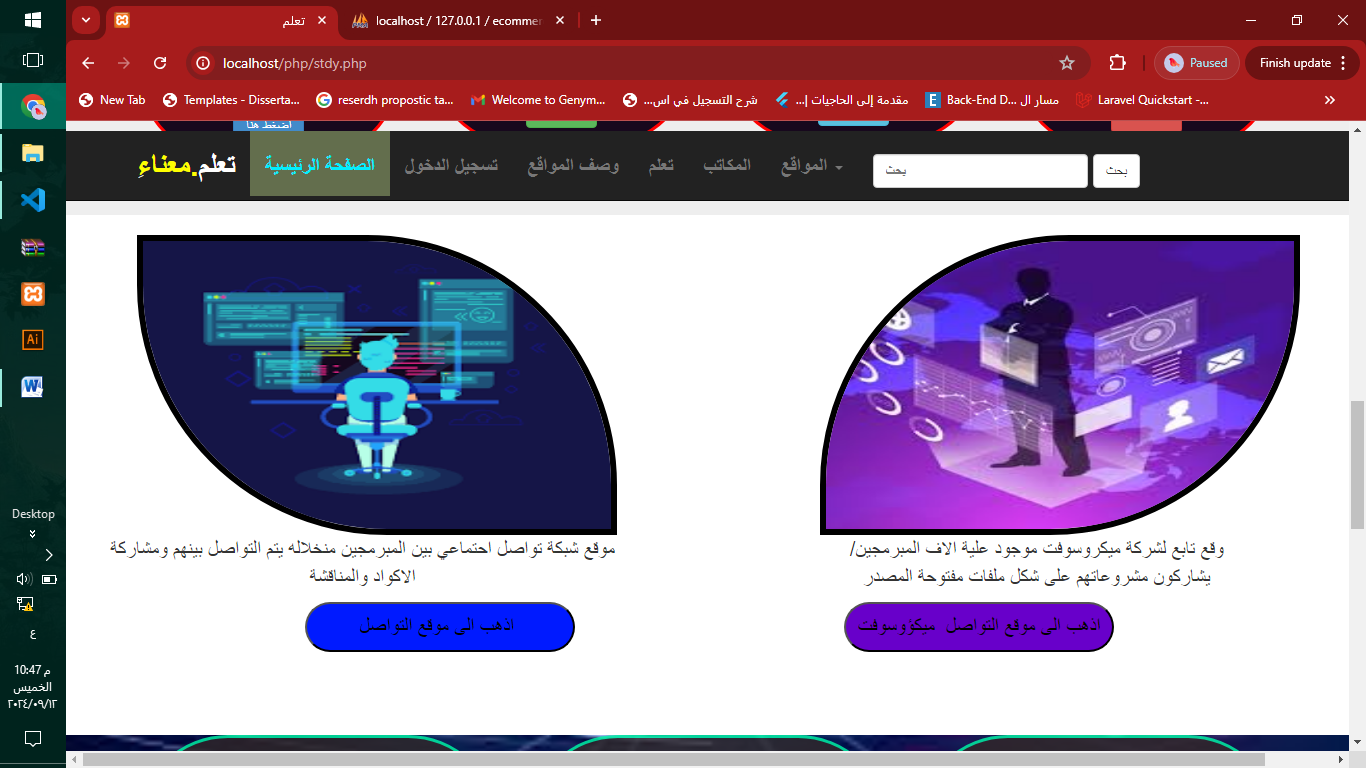 تعلم
localhost / 127.0.0.1 / ecommer
localhost/php/stdy.php
Paused
Finish update
New Tab
Templates - Disserta...
reserdh propostic ta...
Welcome to Genym...
شرح التسجيل في اس...
مقدمة إلى الحاجيات |...
Back-End D... مسار ال
Laravel Quickstart -...
اضغط هنا
تعلم.معناءِ
الصفحة الرئيسية
تسجيل الدخول
وصف المواقع
تعلم
المكاتب
المواقع
بحث
بحث
موقع شبكة تواصل احتماعي بين المبرمجين منخلاله يتم التواصل بينهم ومشاركة
الاكواد والمناقشة
اذهب الى موقع التواصل
وقع تابع لشركة ميكروسوفت موجود علية الاف المبرمجين/
يشاركون مشروعاتهم على شكل ملفات مفتوحة المصدر
اذهب الى موقع التواصل ميكؤوسوفت
Ai
Desktop
ع
10:47 م
الخميس
٢٠٢٤/٠٩/١٢